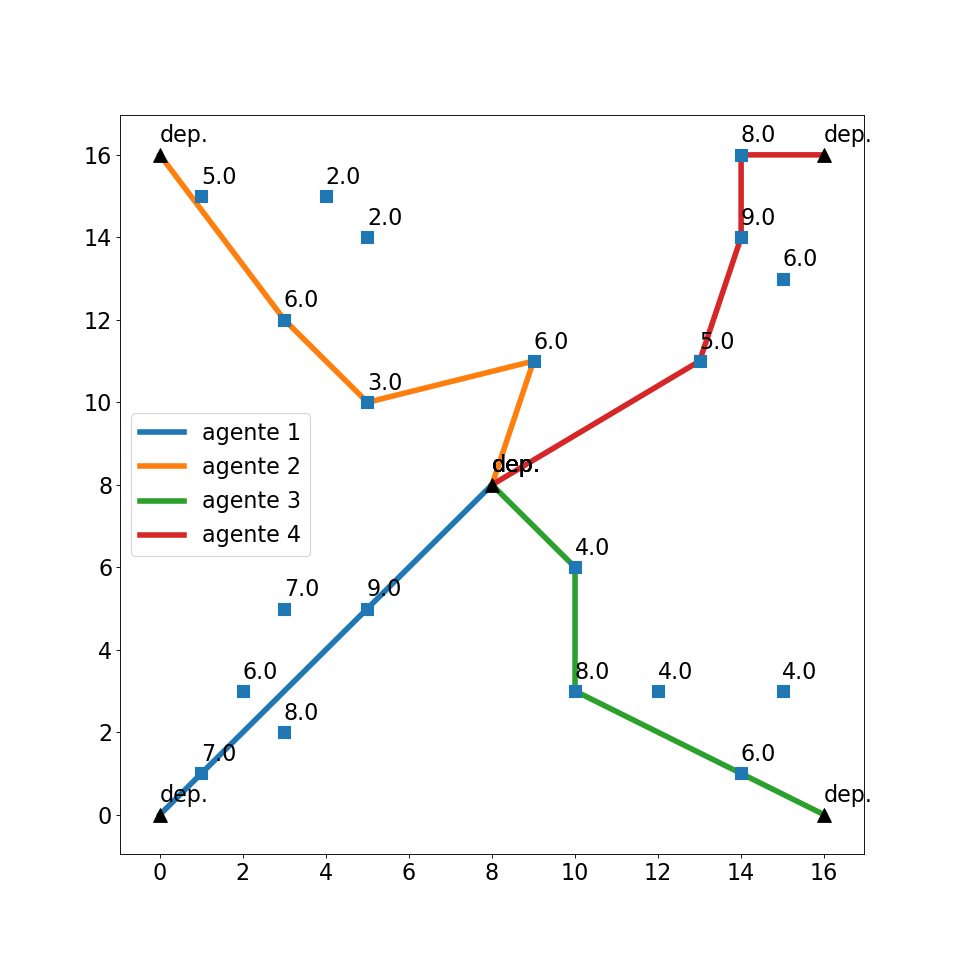 dep. 8.0 dep.
16
5.0 2.0
2.0 9.0
14
6.0
6.0
12
6.0 5.0
3.0
10
agente 1
agente 2
agente 3
agente 4
dep.
8
4.0
6
7.0 9.0
4
6.0 8.0 4.0 4.0
8.0
2
7.0 6.0
dep. dep.
0
0 2 4 6 8 10 12 14 16